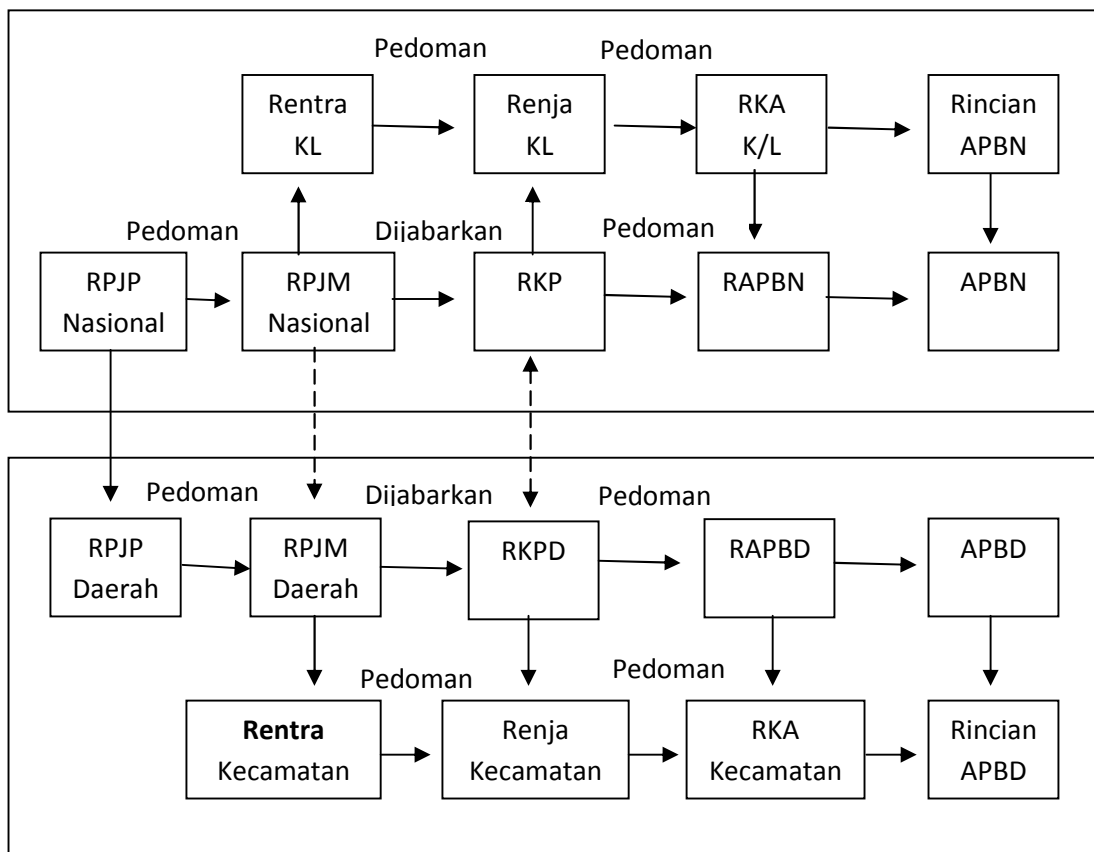 Pedoman Pedoman
Rentra
KL
Renja
KL
RKA
K/L
Rincian
APBN
Pedoman Dijabarkan Pedoman
RPJP
Nasional
RPJM
Nasional
RKP
RAPBN
APBN
Pedoman Dijabarkan Pedoman
RPJP
Daerah
RPJM
Daerah
RKPD
RAPBD
APBD
Pedoman Pedoman
Rentra
Kecamatan
Renja
Kecamatan
RKA
Kecamatan
Rincian
APBD